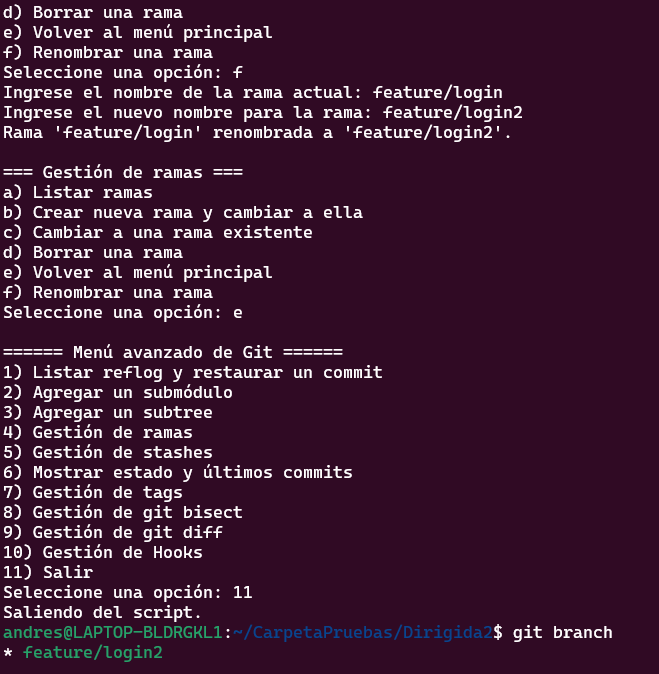 d) Borrar una rama
e) Volver al menú principal
f) Renombrar una rama
Seleccione una opción: f
Ingrese el nombre de la rama actual: feature/login
Ingrese el nuevo nombre para la rama: feature/login2
Rama 'feature/login' renombrada a 'feature/login2'.

=== Gestión de ramas ===
a) Listar ramas
b) Crear nueva rama y cambiar a ella
c) Cambiar a una rama existente
d) Borrar una rama
e) Volver al menú principal
f) Renombrar una rama
Seleccione una opción: e

====== Menú avanzado de Git ======
1) Listar reflog y restaurar un commit
2) Agregar un submódulo
3) Agregar un subtree
4) Gestión de ramas
5) Gestión de stashes
6) Mostrar estado y últimos commits
7) Gestión de tags
8) Gestión de git bisect
9) Gestión de git diff
10) Gestión de Hooks
11) Salir
Seleccione una opción: 11
Saliendo del script.
andres@LAPTOP-BLDRGKL1:~/CarpetaPruebas/Dirigida2$ git branch
* feature/login2